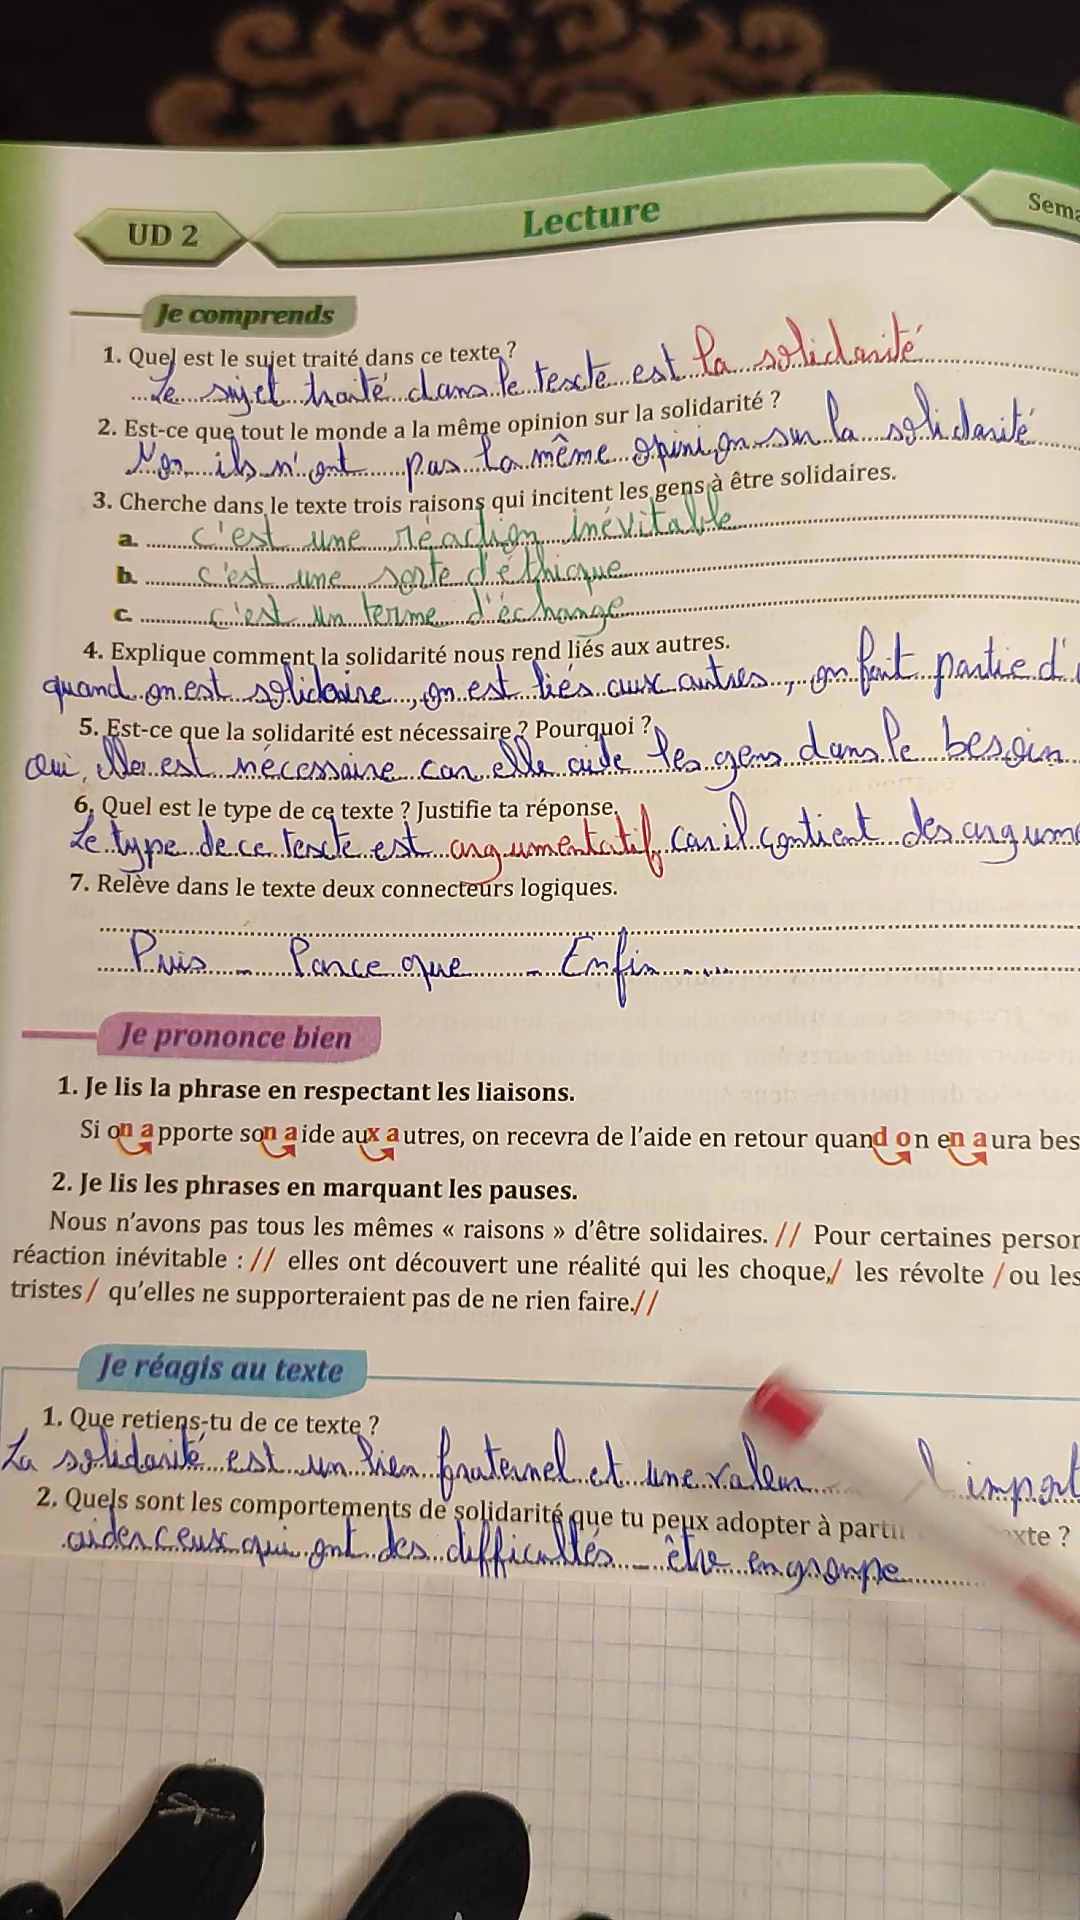 UD 2
Lecture
Sema
Je comprends
1. Quel est le sujet traité dans ce texte ?
Le sujet traité dans le texcte est la solidarité
2. Est-ce que tout le monde a la même opinion sur la solidarité ?
Non, ils n'ont pas la même opinion sur la solidarité
3. Cherche dans le texte trois raisons qui incitent les gens à être solidaires.
a. c'est une réaction inévitable
b. c'est une sorte d'éthique
c. c'est un terme d'échange
4. Explique comment la solidarité nous rend liés aux autres.
quand on est solidaire, on est liés aux autres, on fait partie d'
5. Est-ce que la solidarité est nécessaire ? Pourquoi ?
Oui, elle est nécessaire car elle aide les gens dans le besoin
6. Quel est le type de ce texte ? Justifie ta réponse.
Le type de ce texcte est argumentatif, car il contient des argum
7. Relève dans le texte deux connecteurs logiques.
Puis - Parce que - Enfin
Je prononce bien
1. Je lis la phrase en respectant les liaisons.
Si on apporte son aide aux autres, on recevra de l'aide en retour quand on en aura bes
2. Je lis les phrases en marquant les pauses.
Nous n'avons pas tous les mêmes « raisons » d'être solidaires. // Pour certaines person
réaction inévitable : // elles ont découvert une réalité qui les choque,/ les révolte / ou les
tristes / qu'elles ne supporteraient pas de ne rien faire.//
Je réagis au texte
1. Que retiens-tu de ce texte ?
La solidarité est un lien fraternel et une valeur import
2. Quels sont les comportements de solidarité que tu peux adopter à parti xte ?
aider ceux qui ont des difficultés - être en groupe